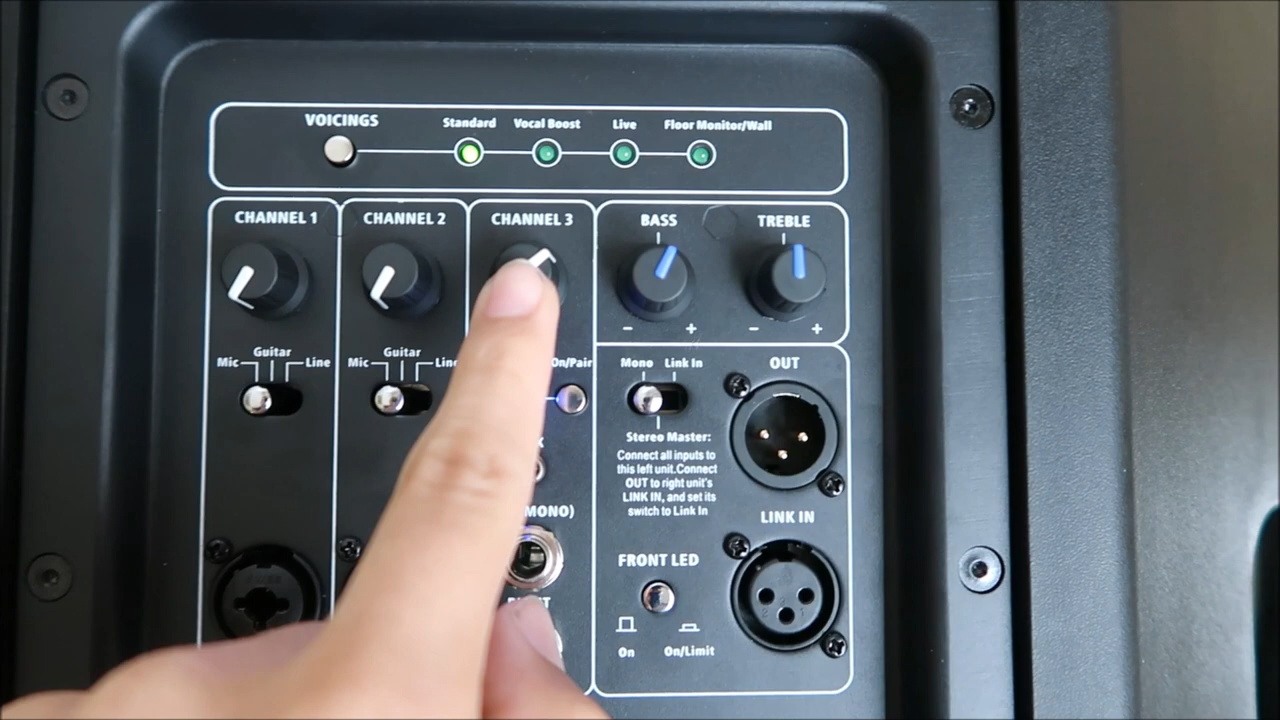 VOICINGS
Standard
Vocal Boost
Live
Floor Monitor/Wall
CHANNEL 1
CHANNEL 2
CHANNEL 3
BASS
TREBLE
− +
− +
Mic
Guitar
Line
Mic
Guitar
Line
On/Pair
Mono
Link In
OUT
Stereo Master:
Connect all inputs to
this left unit.Connect
OUT to right unit's
LINK IN, and set its
switch to Link In
(MONO)
LINK IN
FRONT LED
On
On/Limit